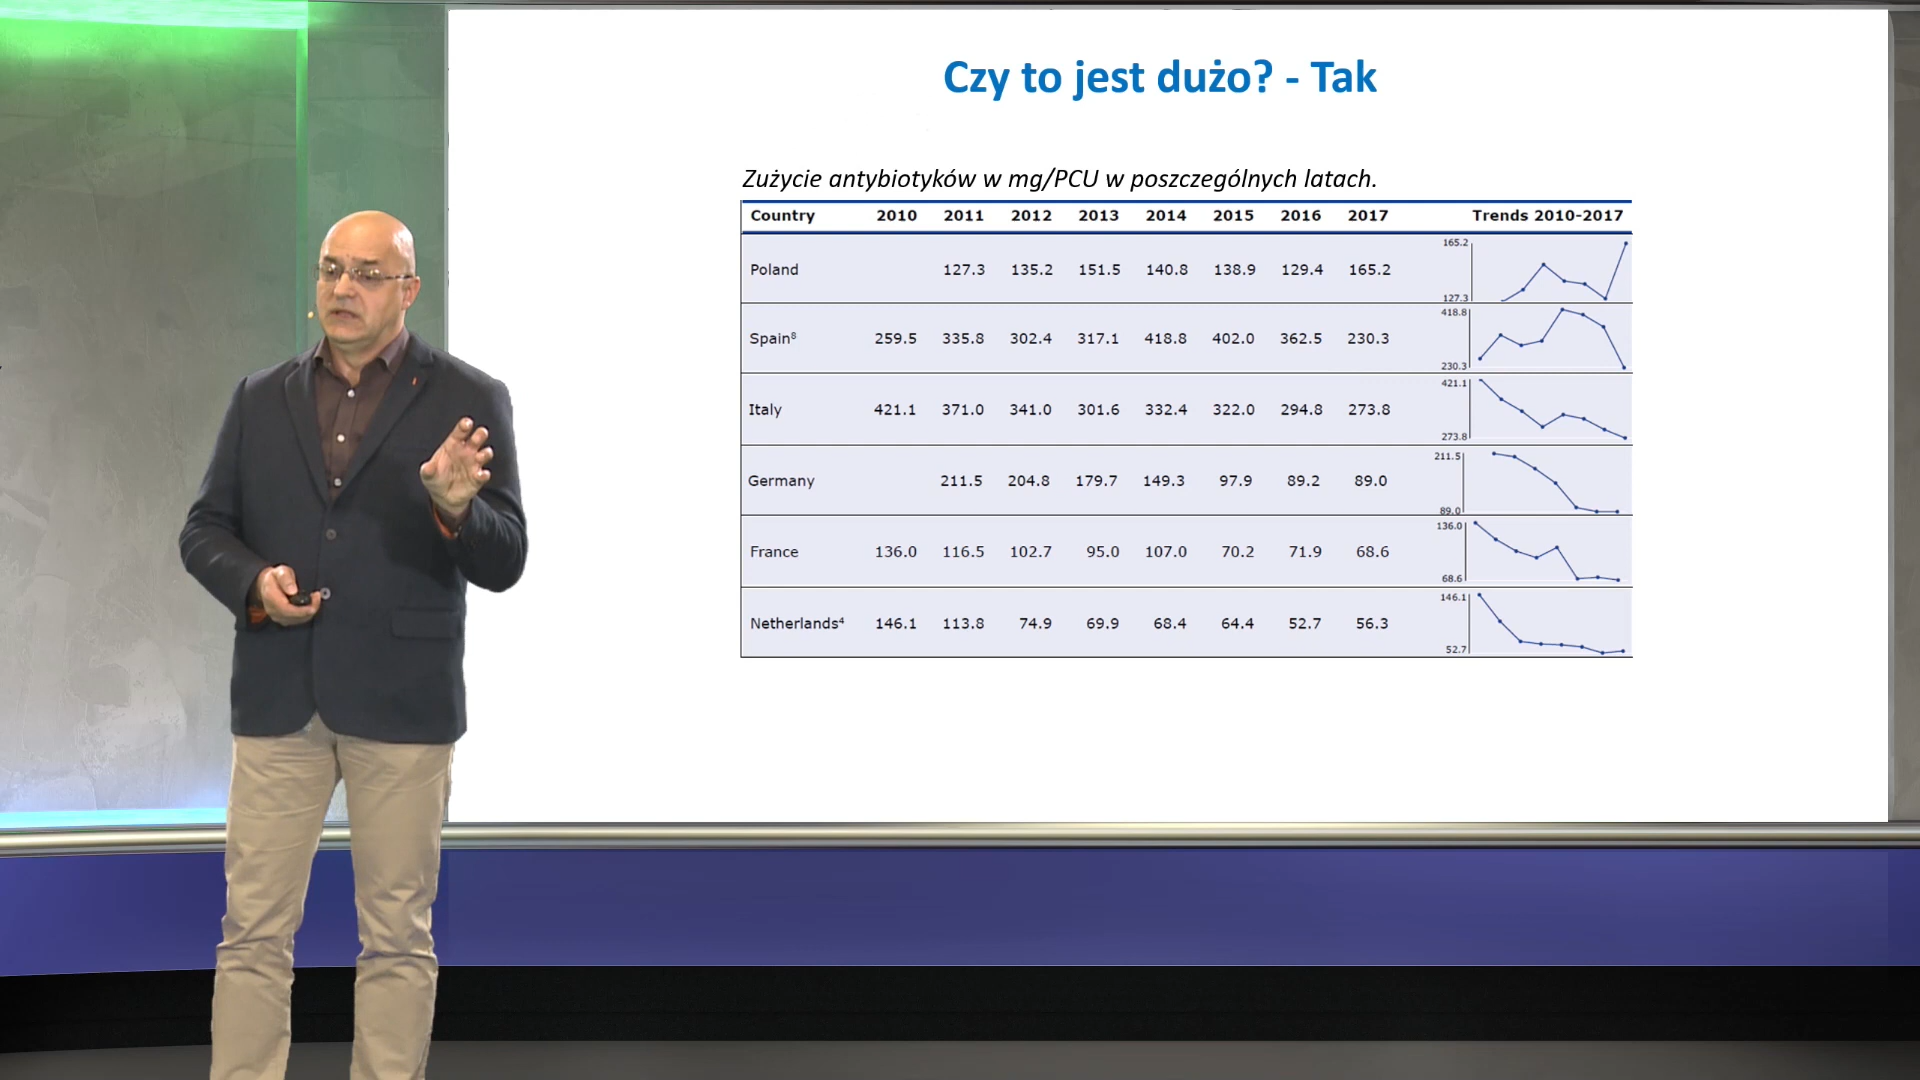 Czy to jest dużo? - Tak
Zużycie antybiotyków w mg/PCU w poszczególnych latach.
Country 2010 2011 2012 2013 2014 2015 2016 2017 Trends 2010-2017
165.2
Poland 127.3 135.2 151.5 140.8 138.9 129.4 165.2
127.3
418.8
Spain⁸ 259.5 335.8 302.4 317.1 418.8 402.0 362.5 230.3
230.3
421.1
Italy 421.1 371.0 341.0 301.6 332.4 322.0 294.8 273.8
273.8
211.5
Germany 211.5 204.8 179.7 149.3 97.9 89.2 89.0
89.0
136.0
France 136.0 116.5 102.7 95.0 107.0 70.2 71.9 68.6
68.6
146.1
Netherlands⁴ 146.1 113.8 74.9 69.9 68.4 64.4 52.7 56.3
52.7